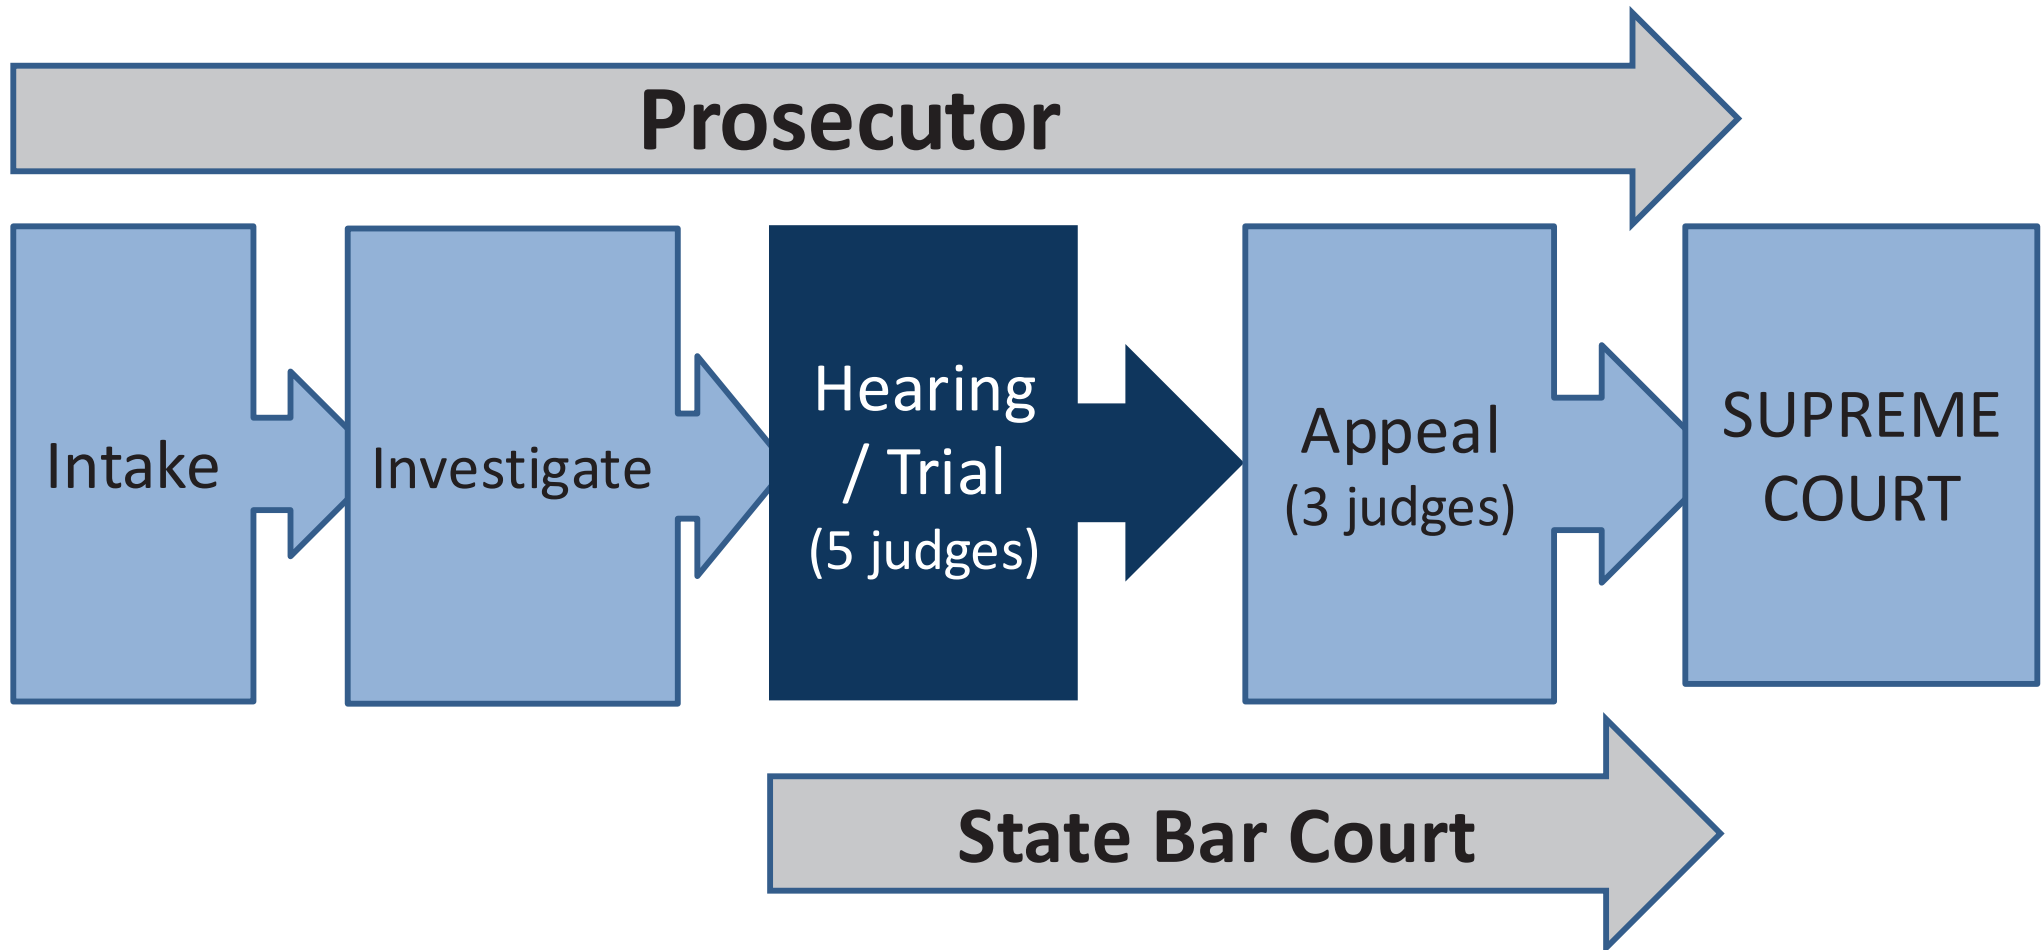 Prosecutor
Intake
Investigate
Hearing
/ Trial
(5 judges)
Appeal
(3 judges)
SUPREME
COURT
State Bar Court